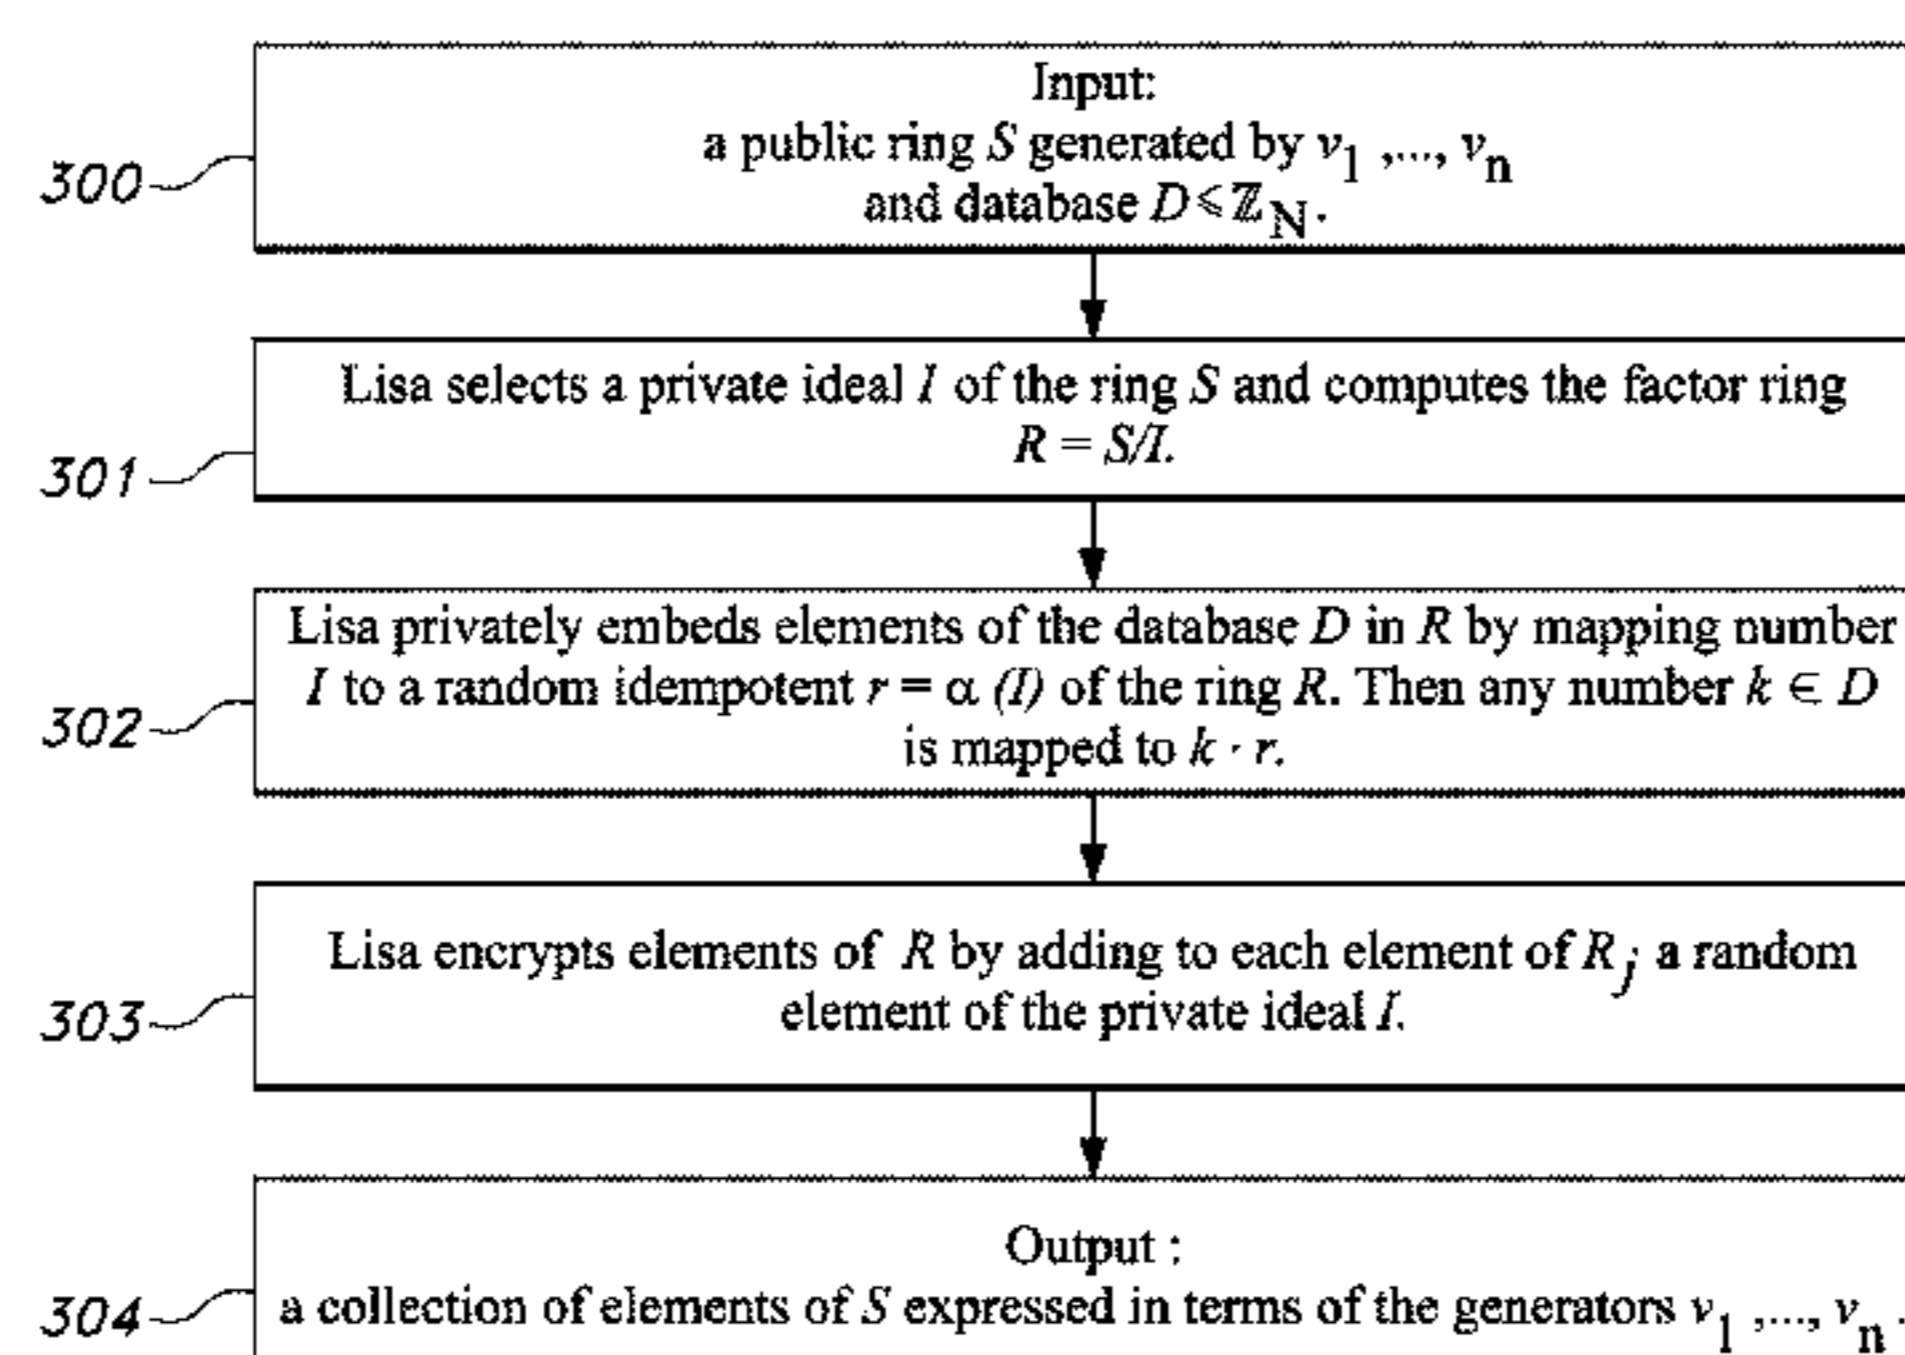 Input:
a public ring S generated by v₁ ,..., vₙ
300
and database D ⩽ ℤ_N.
Lisa selects a private ideal I of the ring S and computes the factor ring
R = S/I.
301
Lisa privately embeds elements of the database D in R by mapping number
I to a random idempotent r = α (I) of the ring R. Then any number k ∈ D
302
is mapped to k · r.
Lisa encrypts elements of R by adding to each element of R_j a random
element of the private ideal I.
303
Output :
a collection of elements of S expressed in terms of the generators v₁ ,..., vₙ .
304